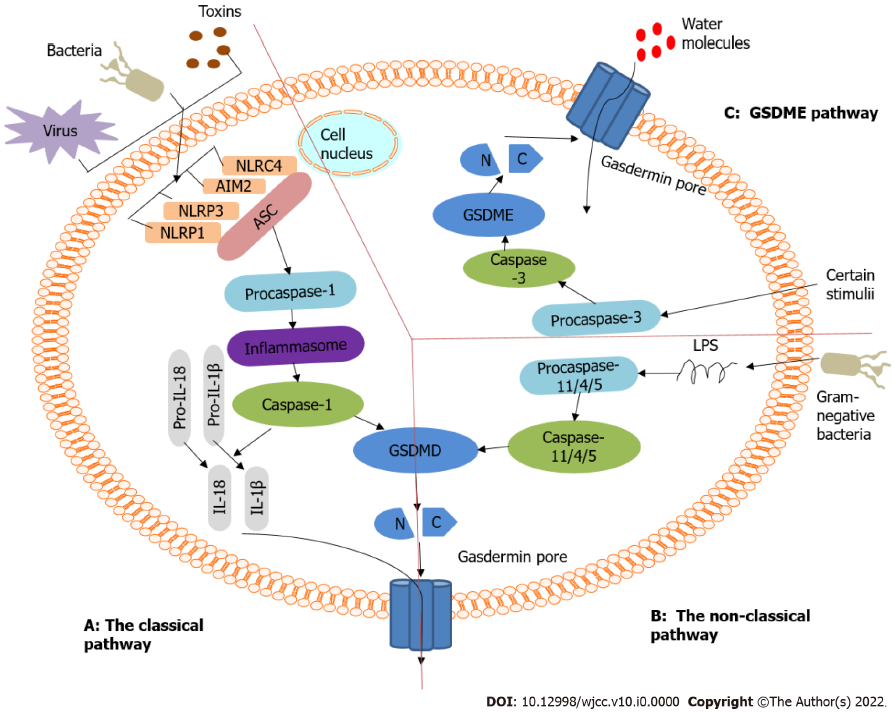 Toxins
Bacteria
Virus
Water
molecules
C: GSDME pathway
Cell
nucleus
NLRC4
AIM2
NLRP3
NLRP1
ASC
N
C
Gasdermin pore
GSDME
Caspase
-3
Procaspase-3
Certain
stimulii
Procaspase-1
Inflammasome
Caspase-1
Pro-IL-18
Pro-IL-1β
IL-18
IL-1β
LPS
Procaspase-
11/4/5
Gram-
negative
bacteria
Caspase-
11/4/5
GSDMD
N
C
Gasdermin pore
A: The classical
pathway
B: The non-classical
pathway
DOI: 10.12998/wjcc.v10.i0.0000 Copyright ©The Author(s) 2022.